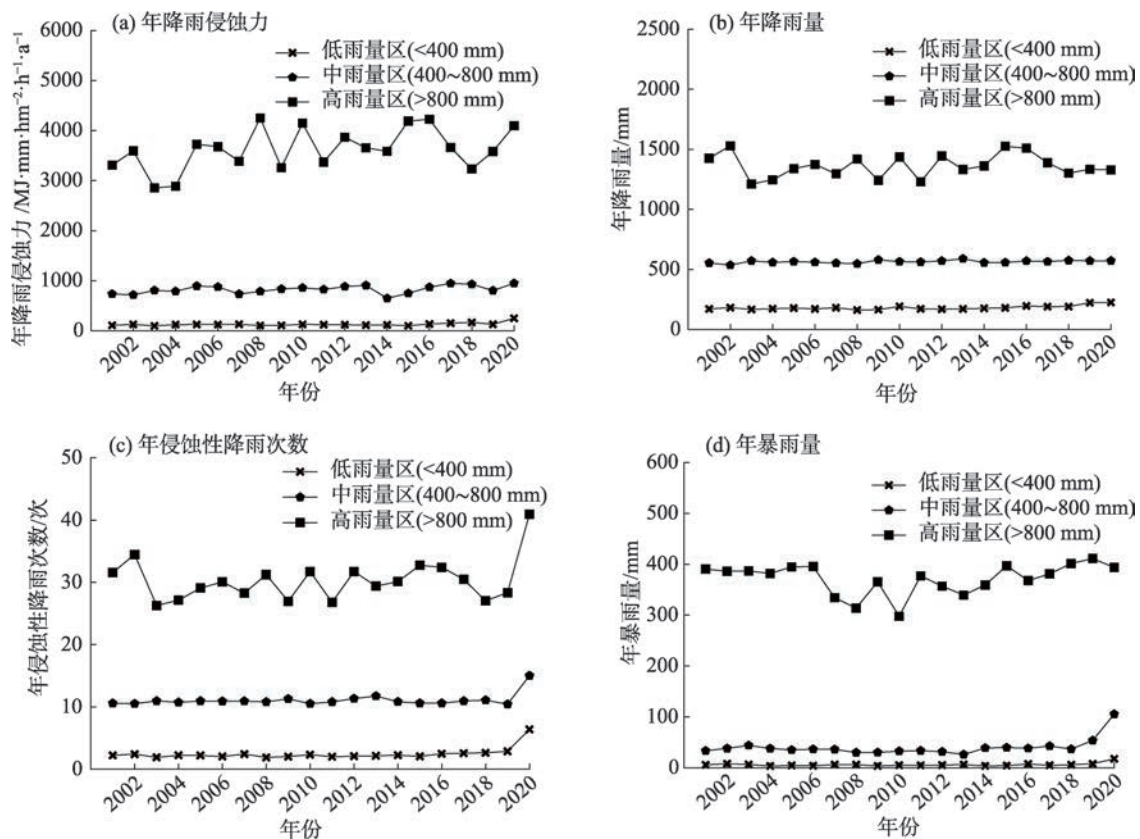 (a) 年降雨侵蚀力
低雨量区(<400 mm)
中雨量区(400~800 mm)
高雨量区(>800 mm)
6000
5000
4000
3000
2000
1000
0
年降雨侵蚀力 /MJ·mm·hm⁻²·h⁻¹·a⁻¹
2002
2004
2006
2008
2010
2012
2014
2016
2018
2020
年份
(b) 年降雨量
低雨量区(<400 mm)
中雨量区(400~800 mm)
高雨量区(>800 mm)
2500
2000
1500
1000
500
0
年降雨量/mm
2002
2004
2006
2008
2010
2012
2014
2016
2018
2020
年份
(c) 年侵蚀性降雨次数
低雨量区(<400 mm)
中雨量区(400~800 mm)
高雨量区(>800 mm)
50
40
30
20
10
0
年侵蚀性降雨次数/次
2002
2004
2006
2008
2010
2012
2014
2016
2018
2020
年份
(d) 年暴雨量
低雨量区(<400 mm)
中雨量区(400~800 mm)
高雨量区(>800 mm)
600
500
400
300
200
100
0
年暴雨量/mm
2002
2004
2006
2008
2010
2012
2014
2016
2018
2020
年份